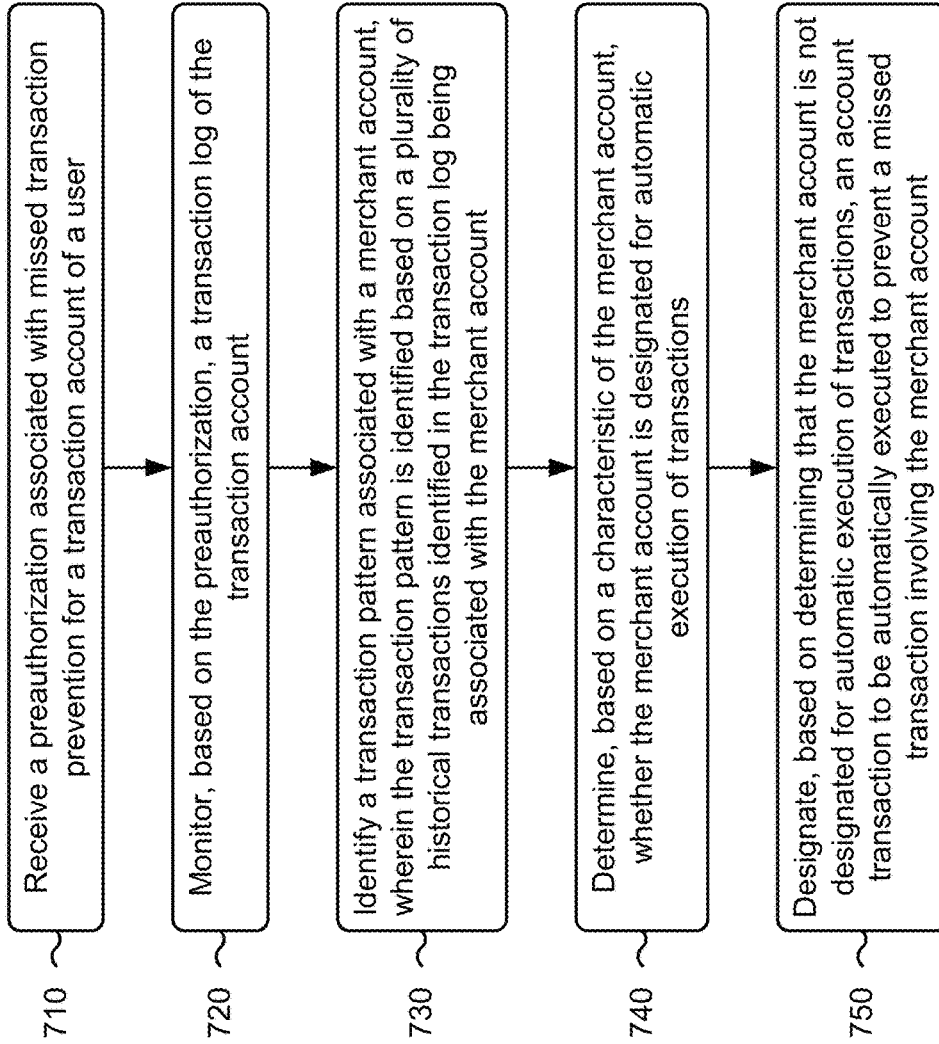 710
Receive a preauthorization associated with missed transaction
prevention for a transaction account of a user
720
Monitor, based on the preauthorization, a transaction log of the
transaction account
730
Identify a transaction pattern associated with a merchant account,
wherein the transaction pattern is identified based on a plurality of
historical transactions identified in the transaction log being
associated with the merchant account
740
Determine, based on a characteristic of the merchant account,
whether the merchant account is designated for automatic
execution of transactions
750
Designate, based on determining that the merchant account is not
designated for automatic execution of transactions, an account
transaction to be automatically executed to prevent a missed
transaction involving the merchant account